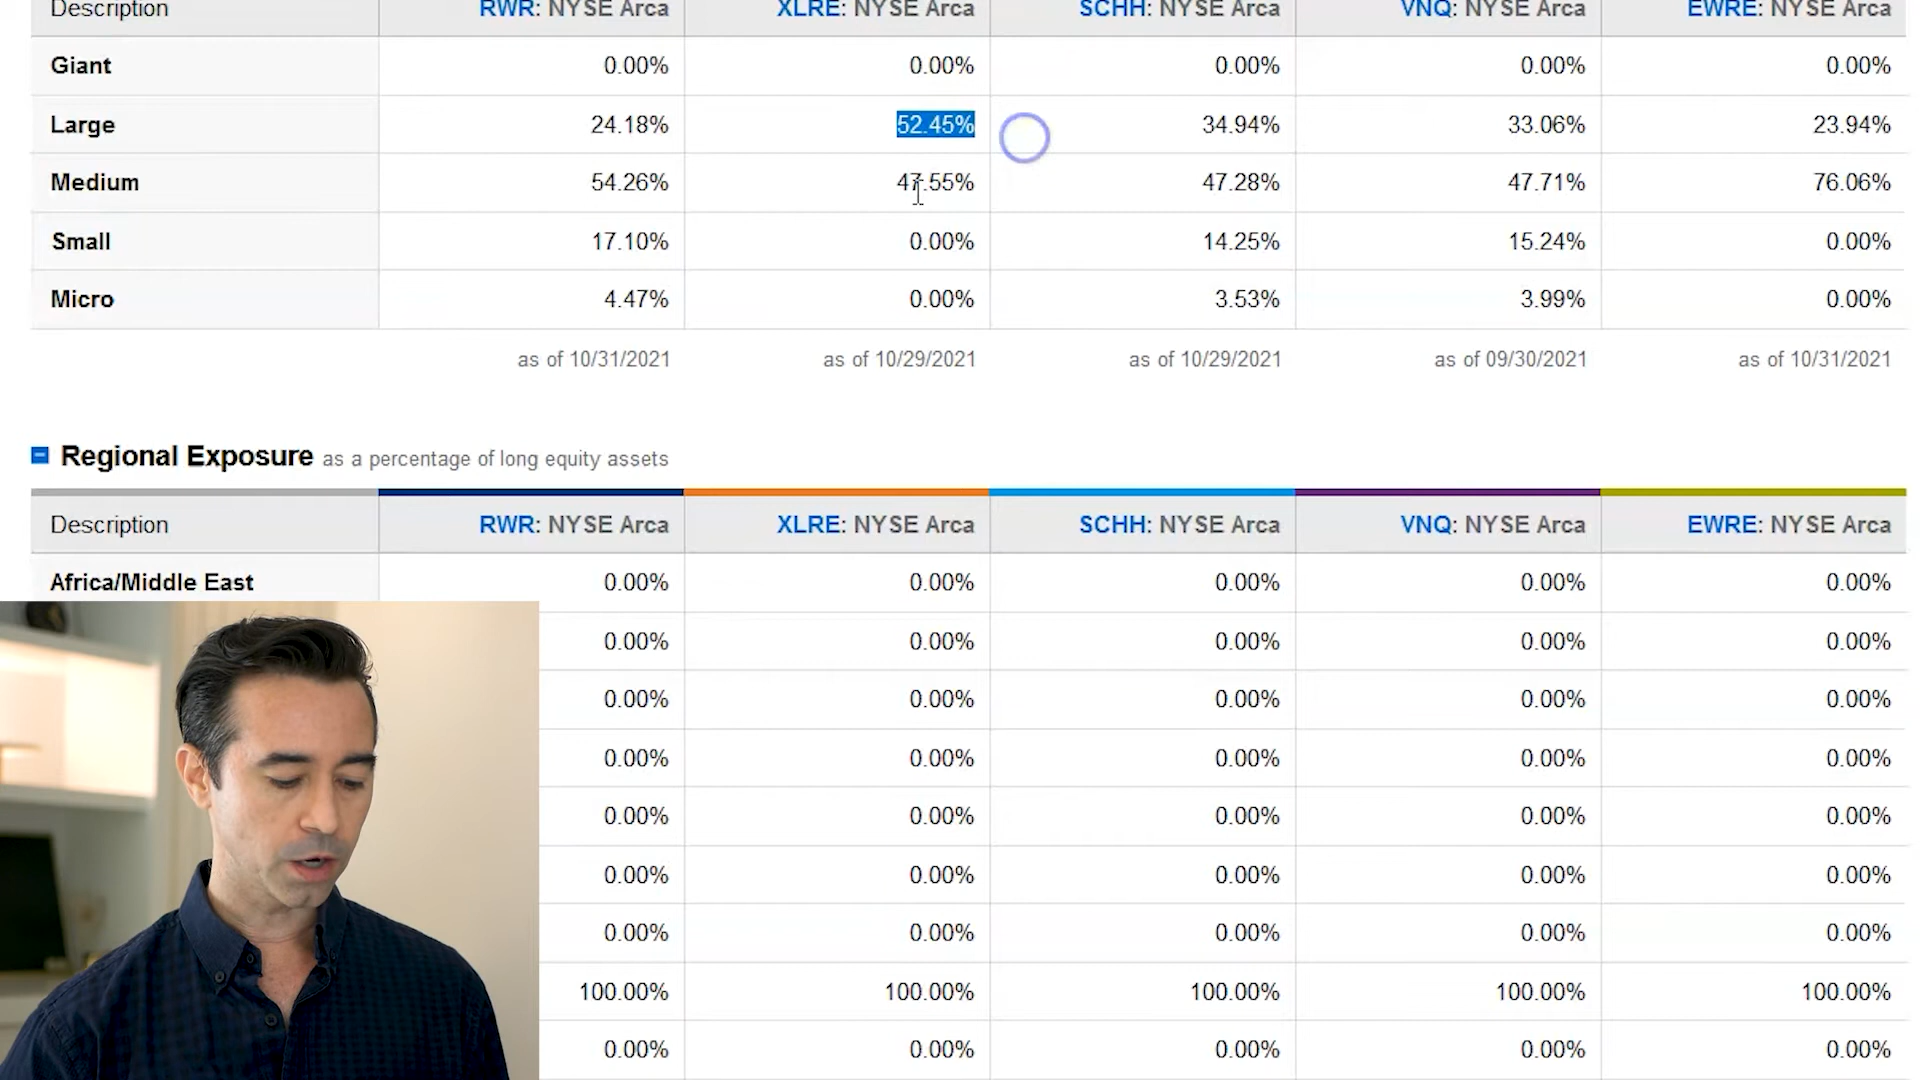 Description RWR: NYSE Arca XLRE: NYSE Arca SCHH: NYSE Arca VNQ: NYSE Arca EWRE: NYSE Arca
Giant 0.00% 0.00% 0.00% 0.00% 0.00%
Large 24.18% 52.45% 34.94% 33.06% 23.94%
Medium 54.26% 47.55% 47.28% 47.71% 76.06%
Small 17.10% 0.00% 14.25% 15.24% 0.00%
Micro 4.47% 0.00% 3.53% 3.99% 0.00%
as of 10/31/2021 as of 10/29/2021 as of 10/29/2021 as of 09/30/2021 as of 10/31/2021
Regional Exposure as a percentage of long equity assets
Description RWR: NYSE Arca XLRE: NYSE Arca SCHH: NYSE Arca VNQ: NYSE Arca EWRE: NYSE Arca
Africa/Middle East 0.00% 0.00% 0.00% 0.00% 0.00%
0.00% 0.00% 0.00% 0.00% 0.00%
0.00% 0.00% 0.00% 0.00% 0.00%
0.00% 0.00% 0.00% 0.00% 0.00%
0.00% 0.00% 0.00% 0.00% 0.00%
0.00% 0.00% 0.00% 0.00% 0.00%
0.00% 0.00% 0.00% 0.00% 0.00%
100.00% 100.00% 100.00% 100.00% 100.00%
0.00% 0.00% 0.00% 0.00% 0.00%